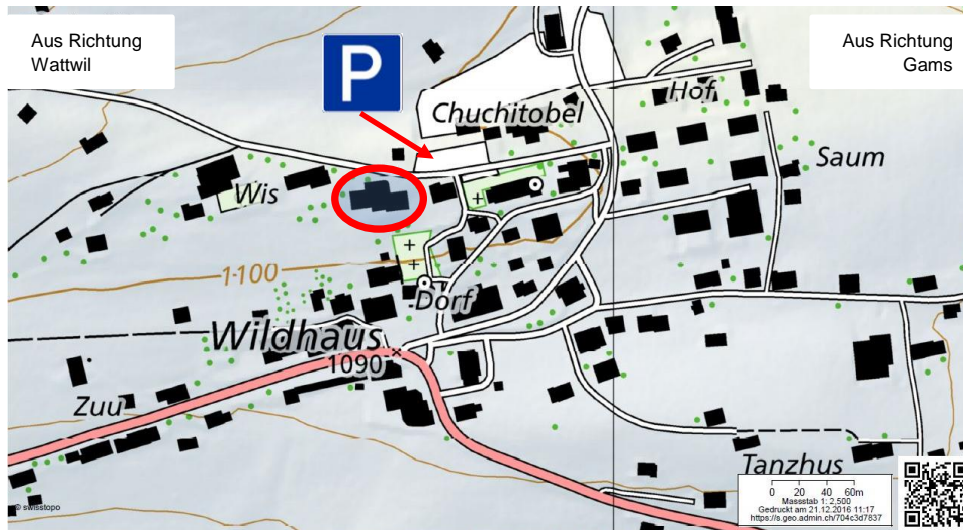 Aus Richtung
Wattwil
Aus Richtung
Gams
P
Chuchitobel
Hof
Saum
Wis
1100
Dorf
Wildhaus
1090
Zuu
Tanzhus
© swisstopo
0 20 40 60m
Massstab 1: 2,500
Gedruckt am 21.12.2016 11:17
https://s.geo.admin.ch/704c3d7837